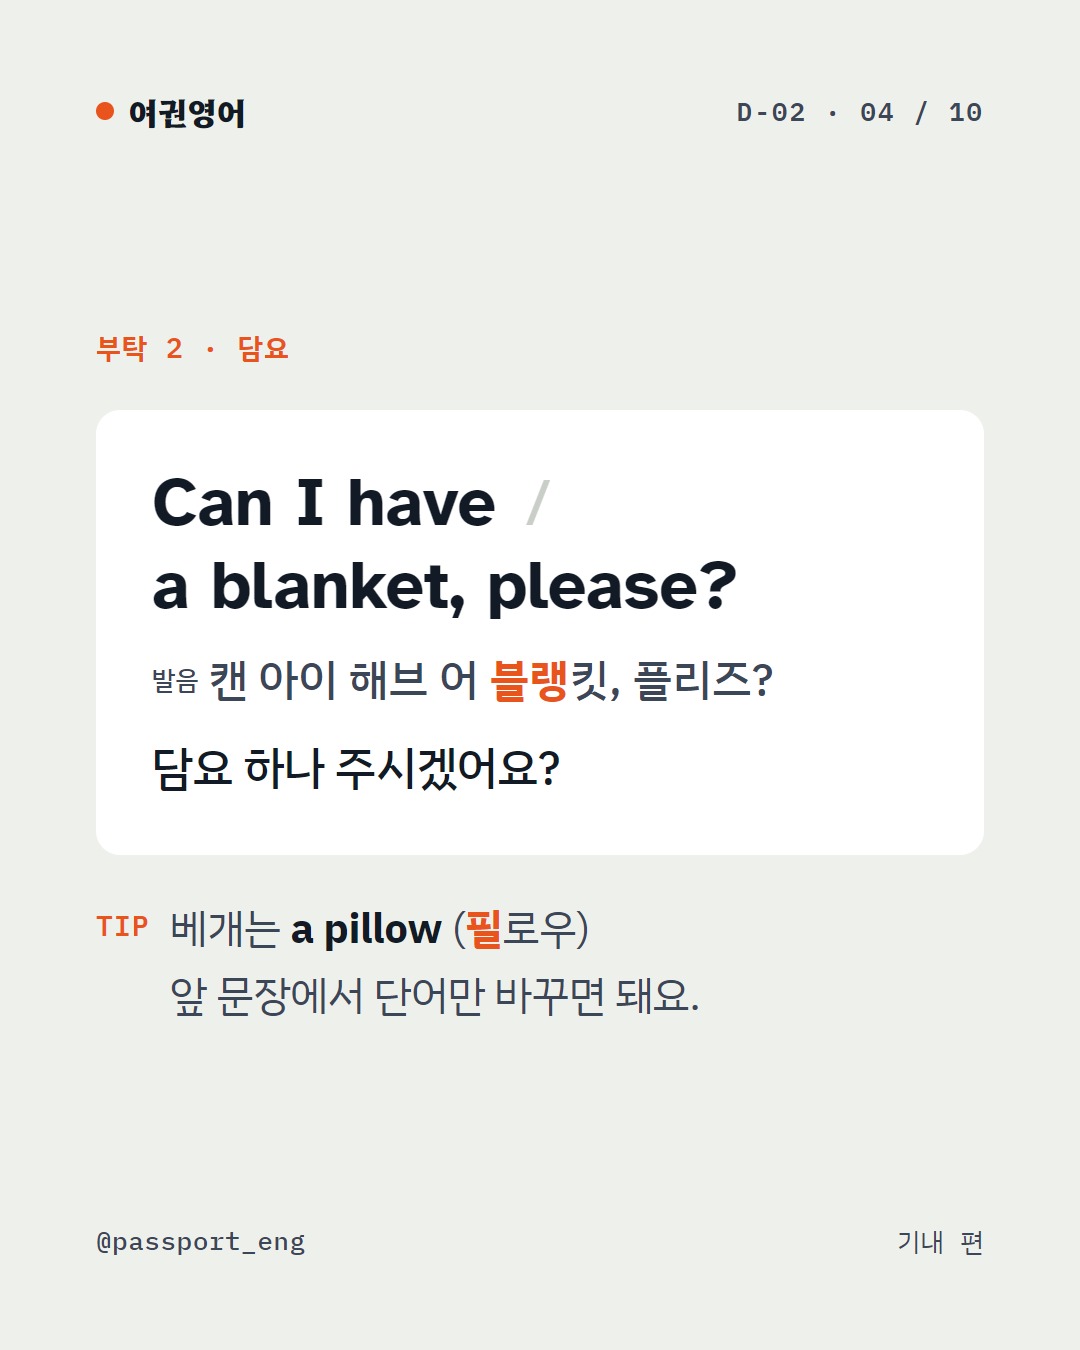 여권영어
D-02 · 04 / 10
부탁 2 · 담요
Can I have /
a blanket, please?
발음 캔 아이 해브 어 블랭킷, 플리즈?
담요 하나 주시겠어요?
TIP 베개는 a pillow (필로우)
앞 문장에서 단어만 바꾸면 돼요.
@passport_eng
기내 편